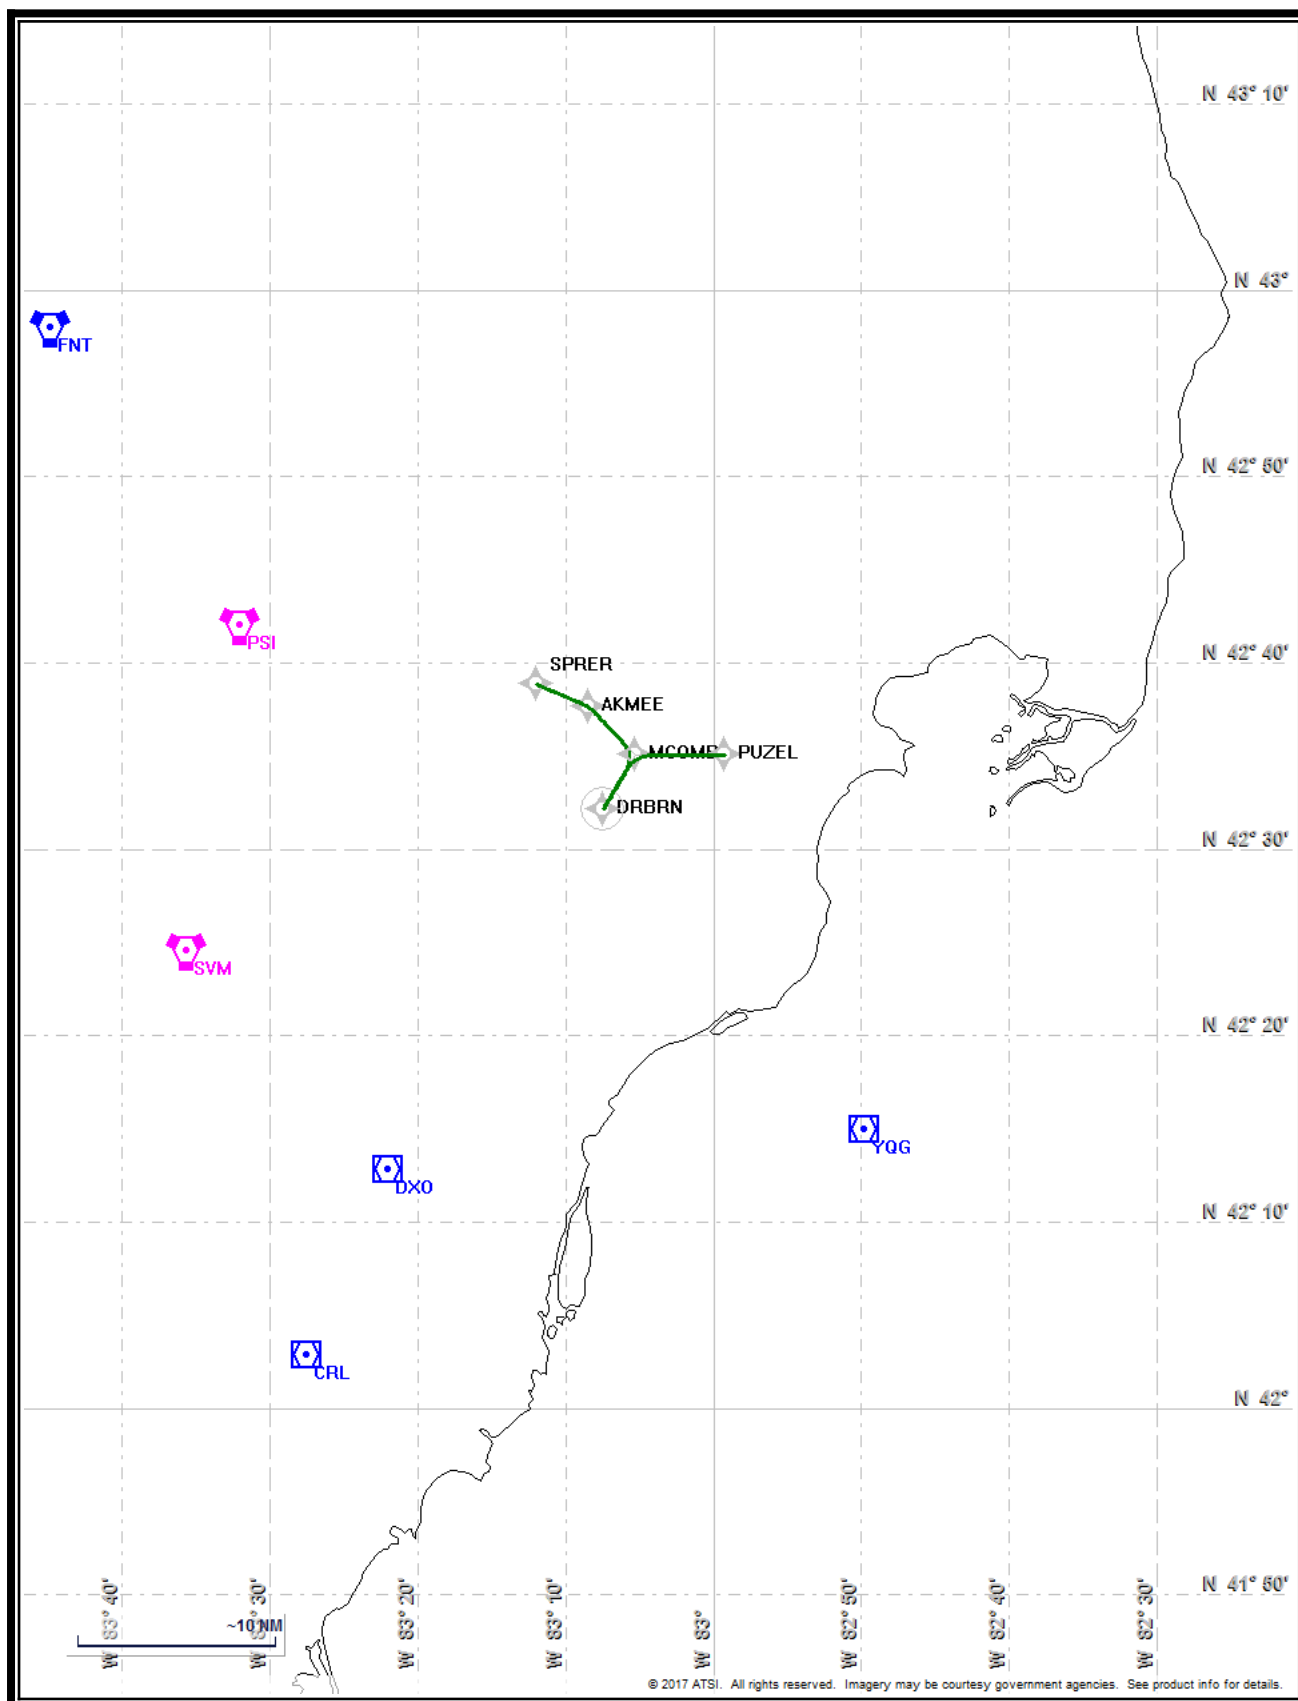 N 43° 10'
N 43°
FNT
N 42° 50'
PSI
N 42° 40'
SPRER
AKMEE
MCOMB
PUZEL
DRBRN
N 42° 30'
SVM
N 42° 20'
YQG
DXO
N 42° 10'
CRL
N 42°
N 41° 50'
W 83° 40'
W 83° 30'
W 83° 20'
W 83° 10'
W 83°
W 82° 50'
W 82° 40'
W 82° 30'
~10 NM
© 2017 ATSI. All rights reserved. Imagery may be courtesy government agencies. See product info for details.